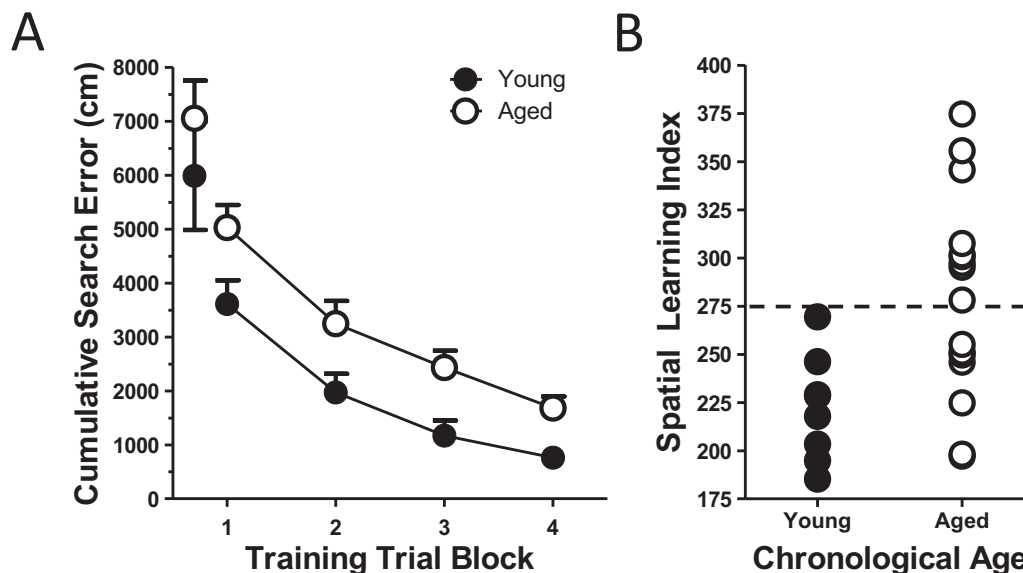 A
Cumulative Search Error (cm)
8000
7000
6000
5000
4000
3000
2000
1000
0
Young
Aged
1 2 3 4
Training Trial Block
B
Spatial Learning Index
400
375
350
325
300
275
250
225
200
175
Young Aged
Chronological Age